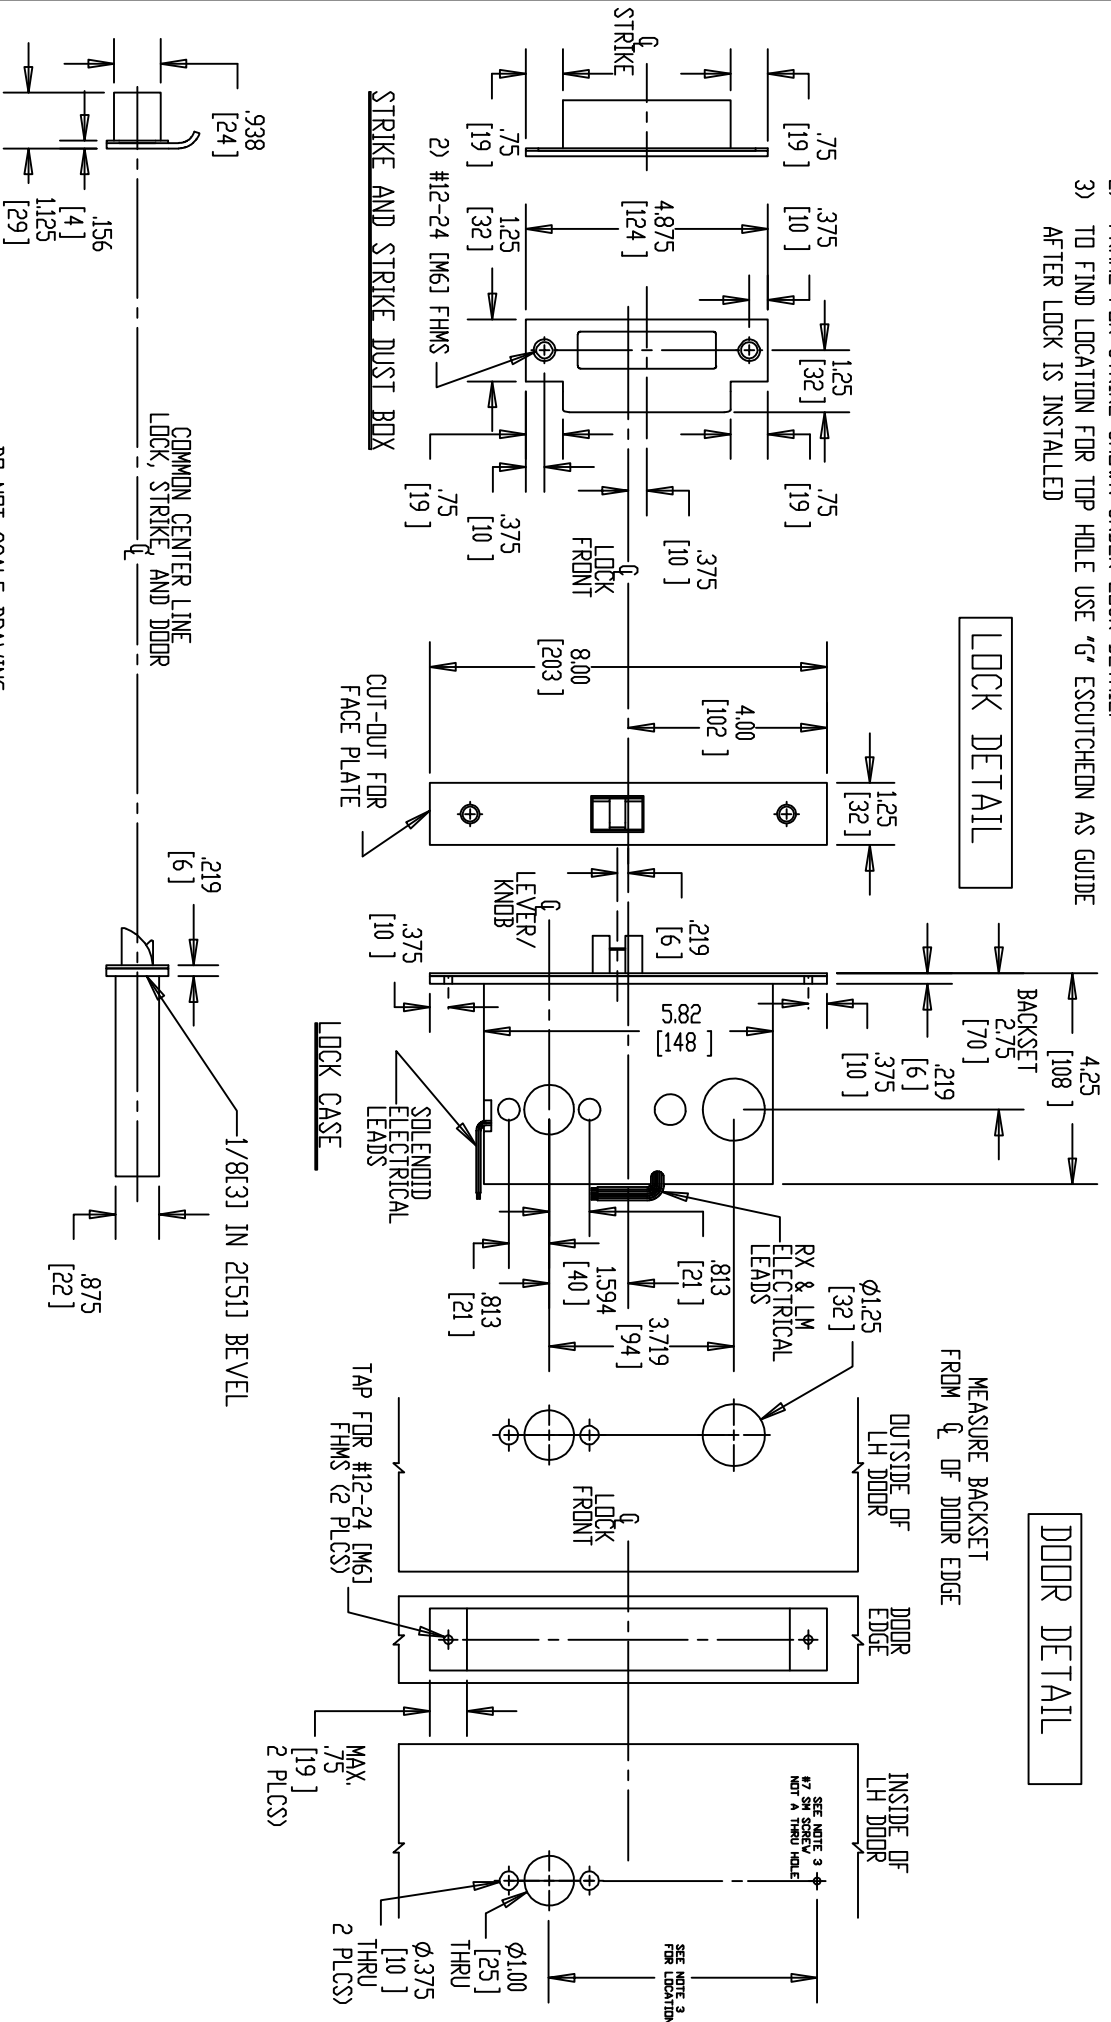 3) TO FIND LOCATION FOR TOP HOLE USE "G" ESCUTCHEON AS GUIDE
AFTER LOCK IS INSTALLED
LOCK DETAIL
DOOR DETAIL
℄
STRIKE
.75
[19 ]
.75
[19 ]
STRIKE AND STRIKE DUST BOX
2) #12-24 [M6] FHMS
1.25
[32]
4.875
[124 ]
.375
[10 ]
1.25
[32]
.75
[19 ]
.75
[19 ]
.375
[10 ]
.375
[10 ]
℄
LOCK
FRONT
8.00
[203 ]
4.00
[102 ]
CUT-OUT FOR
FACE PLATE
1.25
[32]
℄
LEVER/
KNOB
.219
[6 ]
.375
[10 ]
4.25
[108 ]
BACKSET
2.75
[70 ]
.219
[6 ]
.375
[10 ]
5.82
[148 ]
LOCK CASE
SOLENOID
ELECTRICAL
LEADS
RX & LM
ELECTRICAL
LEADS
.813
[21 ]
1.594
[40 ]
.813
[21 ]
3.719
[94 ]
Ø1.25
[32 ]
MEASURE BACKSET
FROM ℄ OF DOOR EDGE
OUTSIDE OF
LH DOOR
℄
LOCK
FRONT
TAP FOR #12-24 [M6]
FHMS (2 PLCS)
DOOR
EDGE
MAX.
.75
[19 ]
2 PLCS)
INSIDE OF
LH DOOR
SEE NOTE 3
#7 SM SCREW
NOT A THRU HOLE
SEE NOTE 3
FOR LOCATION
Ø1.00
[25 ]
THRU
Ø.375
[10 ]
THRU
2 PLCS)
.938
[24 ]
.156
[4 ]
1.125
[29 ]
COMMON CENTER LINE
LOCK, STRIKE, AND DOOR
℄
.219
[6 ]
1/8[3] IN 2[51] BEVEL
.875
[22 ]